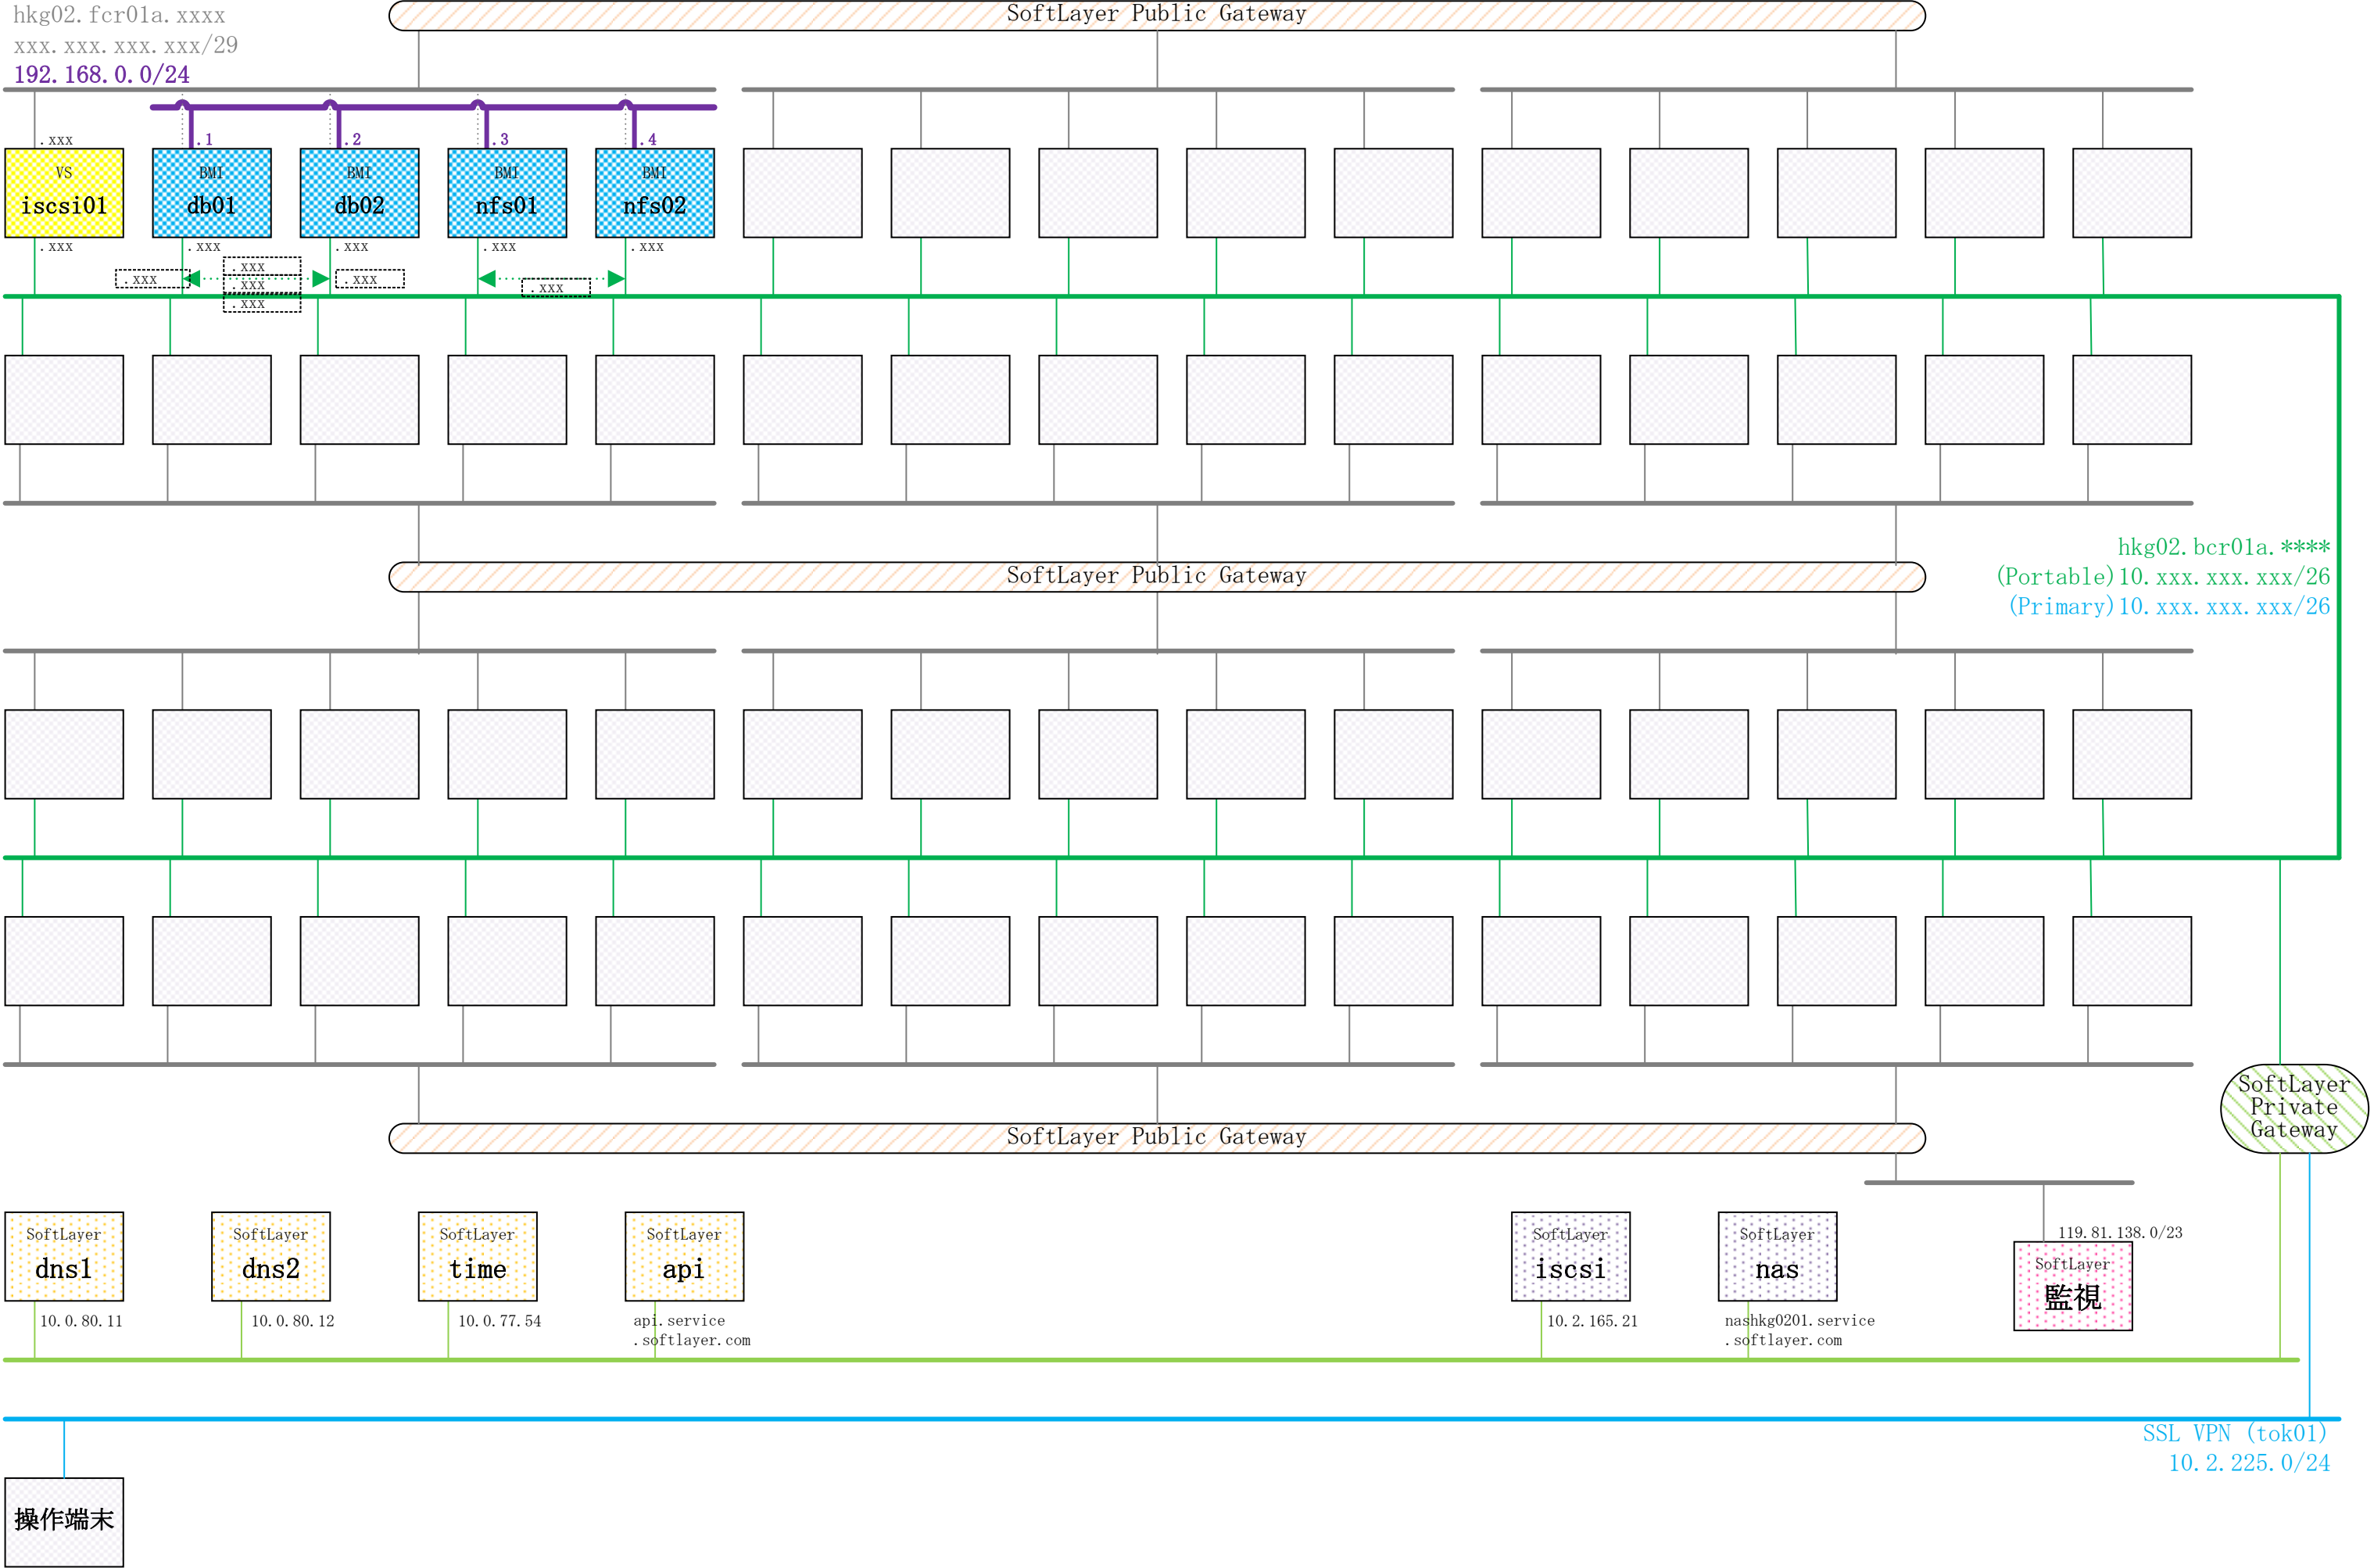 SoftLayer Public Gateway
hkg02.fcr01a.xxxx
xxx.xxx.xxx.xxx/29
192.168.0.0/24
.xxx
.1
.2
.3
.4
VS
iscsi01
BMI
db01
BMI
db02
BMI
nfs01
BMI
nfs02
.xxx
.xxx
.xxx
.xxx
.xxx
.xxx
.xxx
.xxx
.xxx
.xxx
.xxx
SoftLayer Public Gateway
hkg02.bcr01a.****
(Portable)10.xxx.xxx.xxx/26
(Primary)10.xxx.xxx.xxx/26
SoftLayer
Private
Gateway
SoftLayer Public Gateway
SoftLayer
dns1
10.0.80.11
SoftLayer
dns2
10.0.80.12
SoftLayer
time
10.0.77.54
SoftLayer
api
api.service
.softlayer.com
SoftLayer
iscsi
10.2.165.21
SoftLayer
nas
nashkg0201.service
.softlayer.com
119.81.138.0/23
SoftLayer
監視
SSL VPN (tok01)
10.2.225.0/24
操作端末